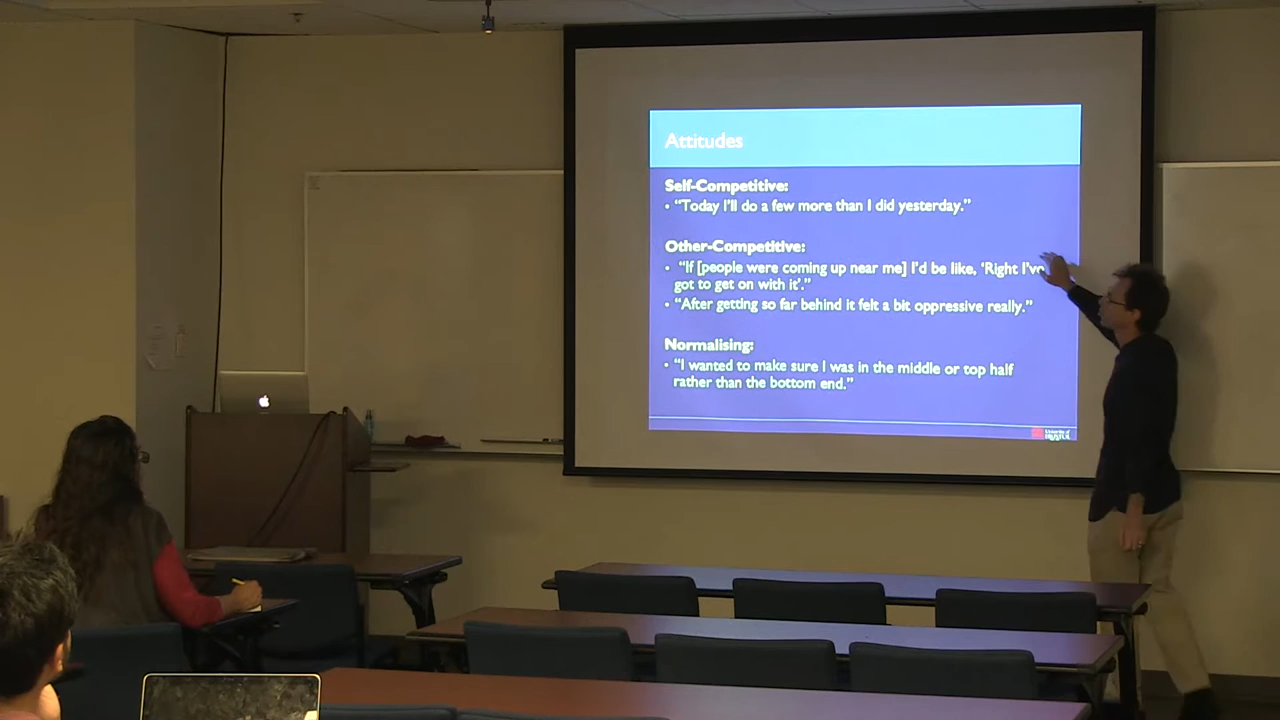 Attitudes
Self-Competitive:
• “Today I'll do a few more than I did yesterday.”
Other-Competitive:
• “If [people were coming up near me] I'd be like, ‘Right I've
got to get on with it’.”
• “After getting so far behind it felt a bit oppressive really.”
Normalising:
• “I wanted to make sure I was in the middle or top half
rather than the bottom end.”
University of